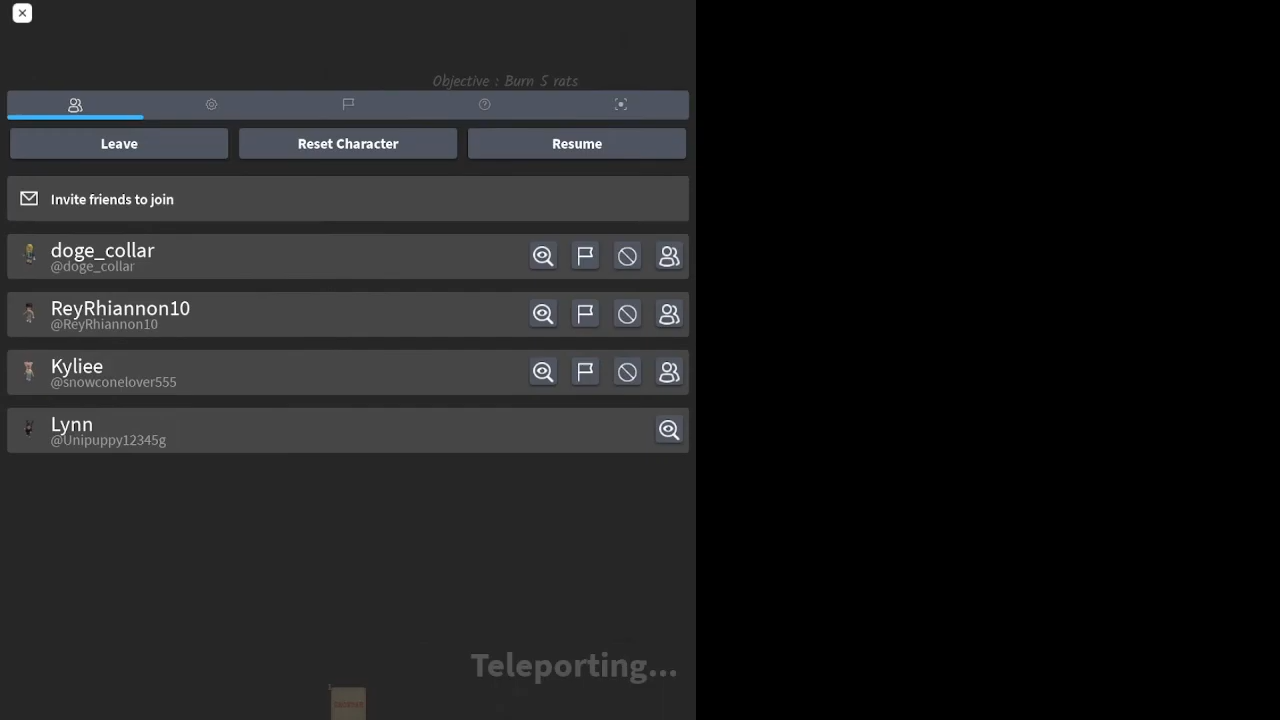 Objective : Burn 5 rats
Leave
Reset Character
Resume
Invite friends to join
doge_collar
@doge_collar
ReyRhiannon10
@ReyRhiannon10
Kyliee
@snowconelover555
Lynn
@Unipuppy12345g
Teleporting...